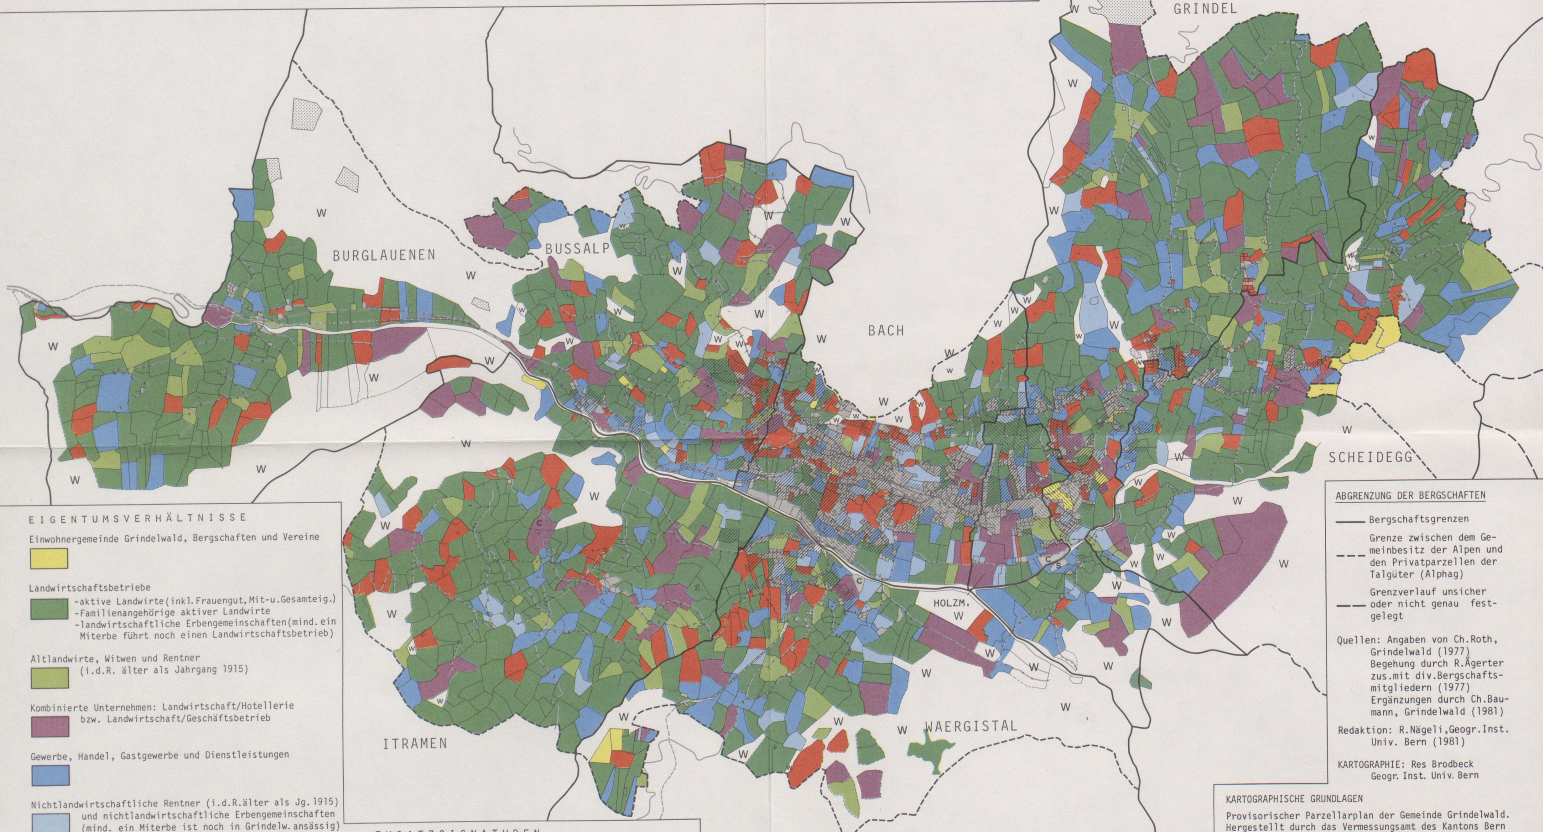 GRINDEL
BURGLAUENEN
BUSSALP
BACH
SCHEIDEGG
HOLZM.
WAERGISTAL
ITRAMEN
EIGENTUMSVERHÄLTNISSE
Einwohnergemeinde Grindelwald, Bergschaften und Vereine
Landwirtschaftsbetriebe
-aktive Landwirte(inkl.Frauengut,Mit-u.Gesamteig.)
-Familienangehörige aktiver Landwirte
-landwirtschaftliche Erbengemeinschaften(mind.ein
Miterbe führt noch einen Landwirtschaftsbetrieb)
Altlandwirte, Witwen und Rentner
(i.d.R. älter als Jahrgang 1915)
Kombinierte Unternehmen: Landwirtschaft/Hotellerie
bzw. Landwirtschaft/Geschäftsbetrieb
Gewerbe, Handel, Gastgewerbe und Dienstleistungen
Nichtlandwirtschaftliche Rentner (i.d.R.älter als Jg.1915)
und nichtlandwirtschaftliche Erbengemeinschaften
(mind. ein Miterbe ist noch in Grindelw.ansässig)
ABGRENZUNG DER BERGSCHAFTEN
Bergschaftsgrenzen
Grenze zwischen dem Ge-
meinbesitz der Alpen und
den Privatparzellen der
Talgüter (Alphag)
Grenzverlauf unsicher
oder nicht genau fest-
gelegt
Quellen: Angaben von Ch.Roth,
Grindelwald (1977)
Begehung durch R.Ägerter
zus.mit div.Bergschafts-
mitgliedern (1977)
Ergänzungen durch Ch.Bau-
mann, Grindelwald (1981)
Redaktion: R.Nägeli,Geogr.Inst.
Univ. Bern (1981)
KARTOGRAPHIE: Res Brodbeck
Geogr. Inst. Univ. Bern
KARTOGRAPHISCHE GRUNDLAGEN
Provisorischer Parzellarplan der Gemeinde Grindelwald.
Hergestellt durch das Vermessungsamt des Kantons Bern